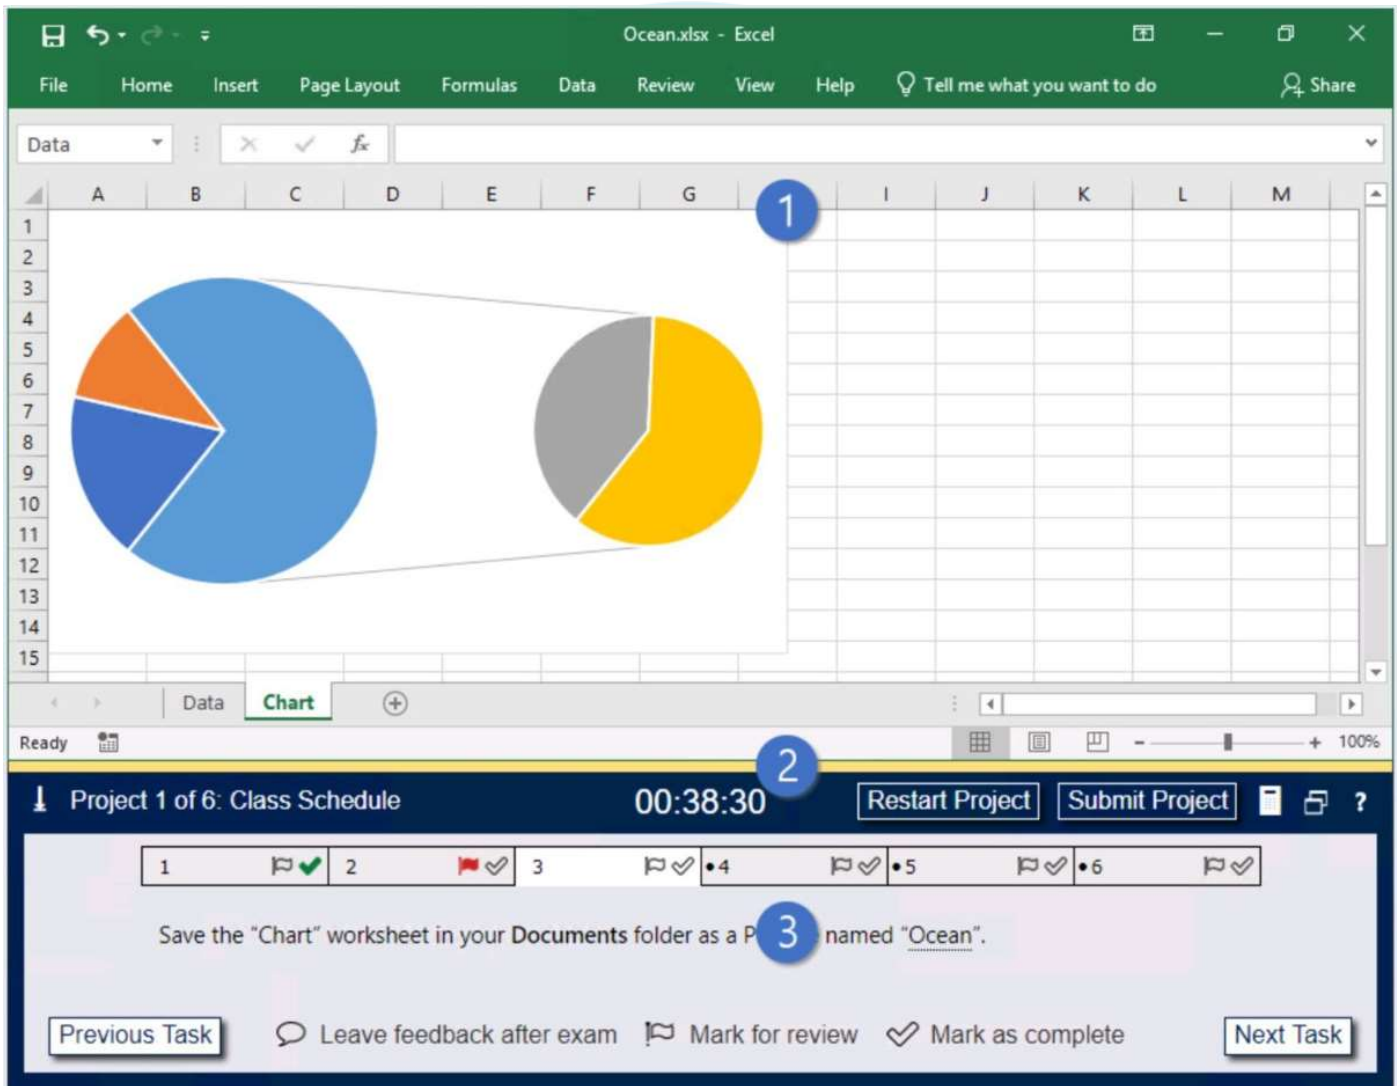 Ocean.xlsx - Excel
File Home Insert Page Layout Formulas Data Review View Help Tell me what you want to do Share
Data fx
A B C D E F G I J K L M
1
1
2
3
4
5
6
7
8
9
10
11
12
13
14
15
Data Chart
Ready 100%
2
Project 1 of 6: Class Schedule 00:38:30 Restart Project Submit Project ?
1 2 3 •4 •5 •6
Save the "Chart" worksheet in your Documents folder as a P 3 named "Ocean".
Previous Task Leave feedback after exam Mark for review Mark as complete Next Task